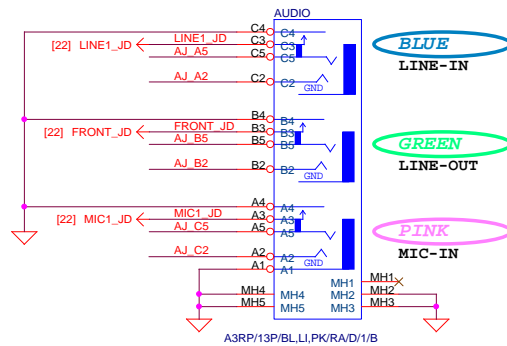 AUDIO
C4 C4
[22] LINE1_JD LINE1_JD C3 C3
AJ_A5 C5 C5
BLUE
LINE-IN
AJ_A2 C2 C2
GND
B4 B4
[22] FRONT_JD FRONT_JD B3 B3
AJ_B5 B5 B5
GREEN
LINE-OUT
AJ_B2 B2 B2
GND
A4 A4
[22] MIC1_JD MIC1_JD A3 A3
AJ_C5 A5 A5
PINK
MIC-IN
AJ_C2 A2 A2
GND
A1 A1
MH1 MH1
MH4 MH4 MH2 MH2
MH5 MH5 MH3 MH3
A3RP/13P/BL,LI,PK/RA/D/1/B